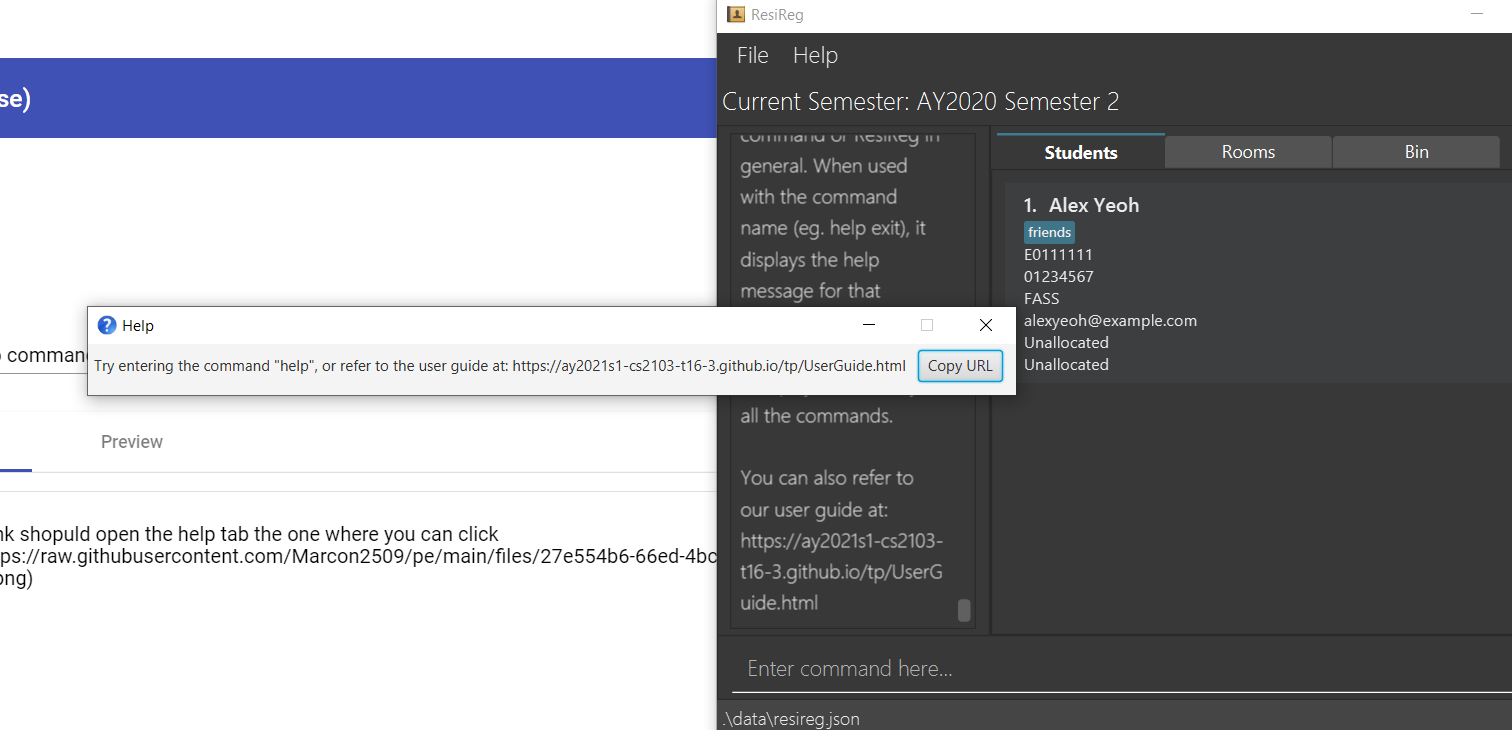 se)
command
Preview
nk shopuld open the help tab the one where you can click
ps://raw.githubusercontent.com/Marcon2509/pe/main/files/27e554b6-66ed-4bc
png)
ResiReg
File Help
Current Semester: AY2020 Semester 2
command or ResiReg in
general. When used
with the command
name (eg. help exit), it
displays the help
message for that
all the commands.
You can also refer to
our user guide at:
https://ay2021s1-cs2103-
t16-3.github.io/tp/UserG
uide.html
Students Rooms Bin
1. Alex Yeoh
friends
E0111111
01234567
FASS
alexyeoh@example.com
Unallocated
Unallocated
Help
Try entering the command "help", or refer to the user guide at: https://ay2021s1-cs2103-t16-3.github.io/tp/UserGuide.html Copy URL
Enter command here...
.\data\resireg.json